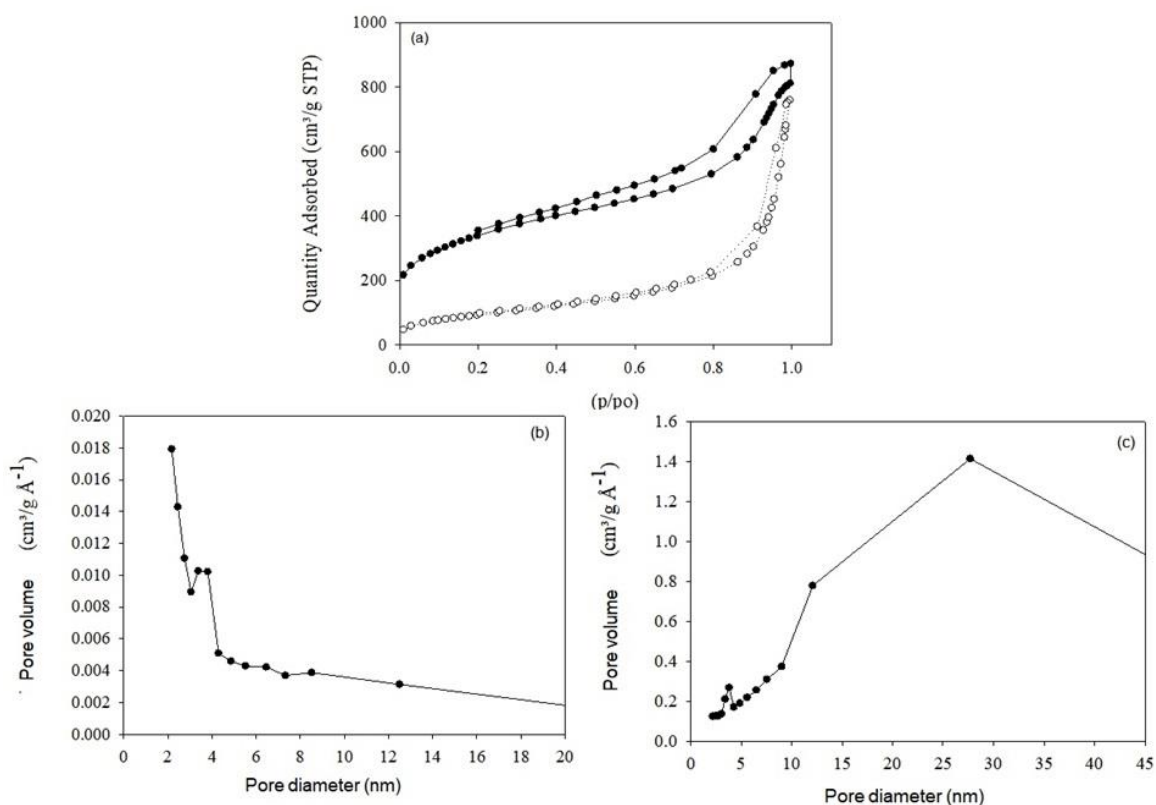 (a)
Quantity Adsorbed (cm³/g STP)
1000
800
600
400
200
0
0.0 0.2 0.4 0.6 0.8 1.0
(p/po)
(b)
Pore volume (cm³/g Å⁻¹)
0.020
0.018
0.016
0.014
0.012
0.010
0.008
0.006
0.004
0.002
0.000
0 2 4 6 8 10 12 14 16 18 20
Pore diameter (nm)
(c)
Pore volume (cm³/g Å⁻¹)
1.6
1.4
1.2
1.0
0.8
0.6
0.4
0.2
0.0
0 5 10 15 20 25 30 35 40 45
Pore diameter (nm)